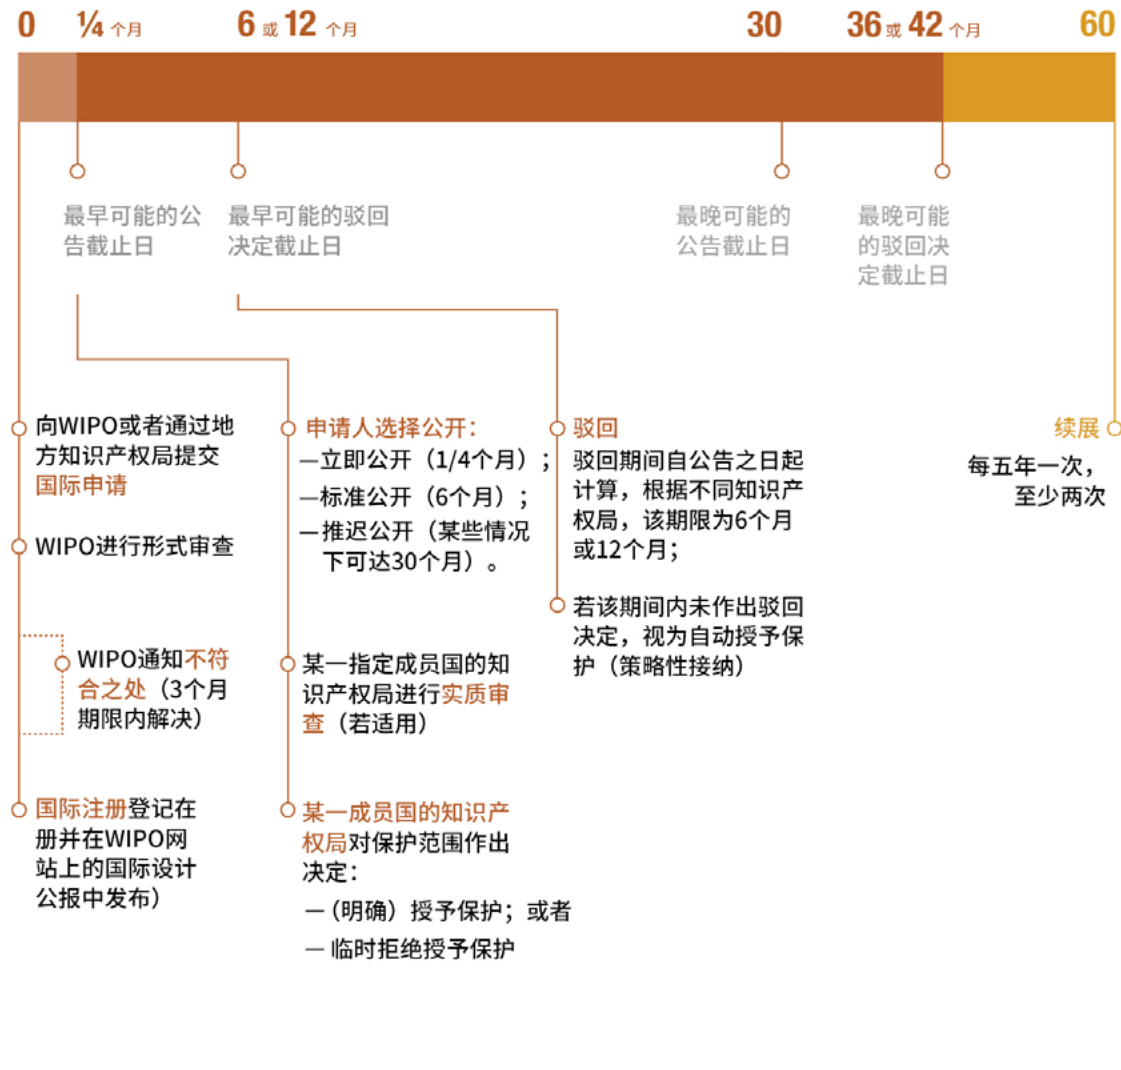 0 ¼ 个月 6 或 12 个月 30 36 或 42 个月 60
最早可能的公
告截止日
最早可能的驳回
决定截止日
最晚可能的
公告截止日
最晚可能
的驳回决
定截止日
向WIPO或者通过地
方知识产权局提交
国际申请
WIPO进行形式审查
WIPO通知不符
合之处（3个月
期限内解决）
国际注册登记在
册并在WIPO网
站上的国际设计
公报中发布）
申请人选择公开：
—立即公开（1/4个月）；
—标准公开（6个月）；
—推迟公开（某些情况
下可达30个月）。
某一指定成员国的知
识产权局进行实质审
查（若适用）
某一成员国的知识产
权局对保护范围作出
决定：
—（明确）授予保护；或者
— 临时拒绝授予保护
驳回
驳回期间自公告之日起
计算，根据不同知识产
权局，该期限为6个月
或12个月；
若该期间内未作出驳回
决定，视为自动授予保
护（策略性接纳）
续展
每五年一次，
至少两次